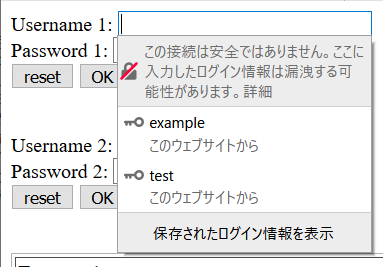 Username 1:
この接続は安全ではありません。ここに
入力したログイン情報は漏洩する可
能性があります。詳細
Password 1:
reset OK
example
このウェブサイトから
test
このウェブサイトから
Username 2:
Password 2:
reset OK
保存されたログイン情報を表示